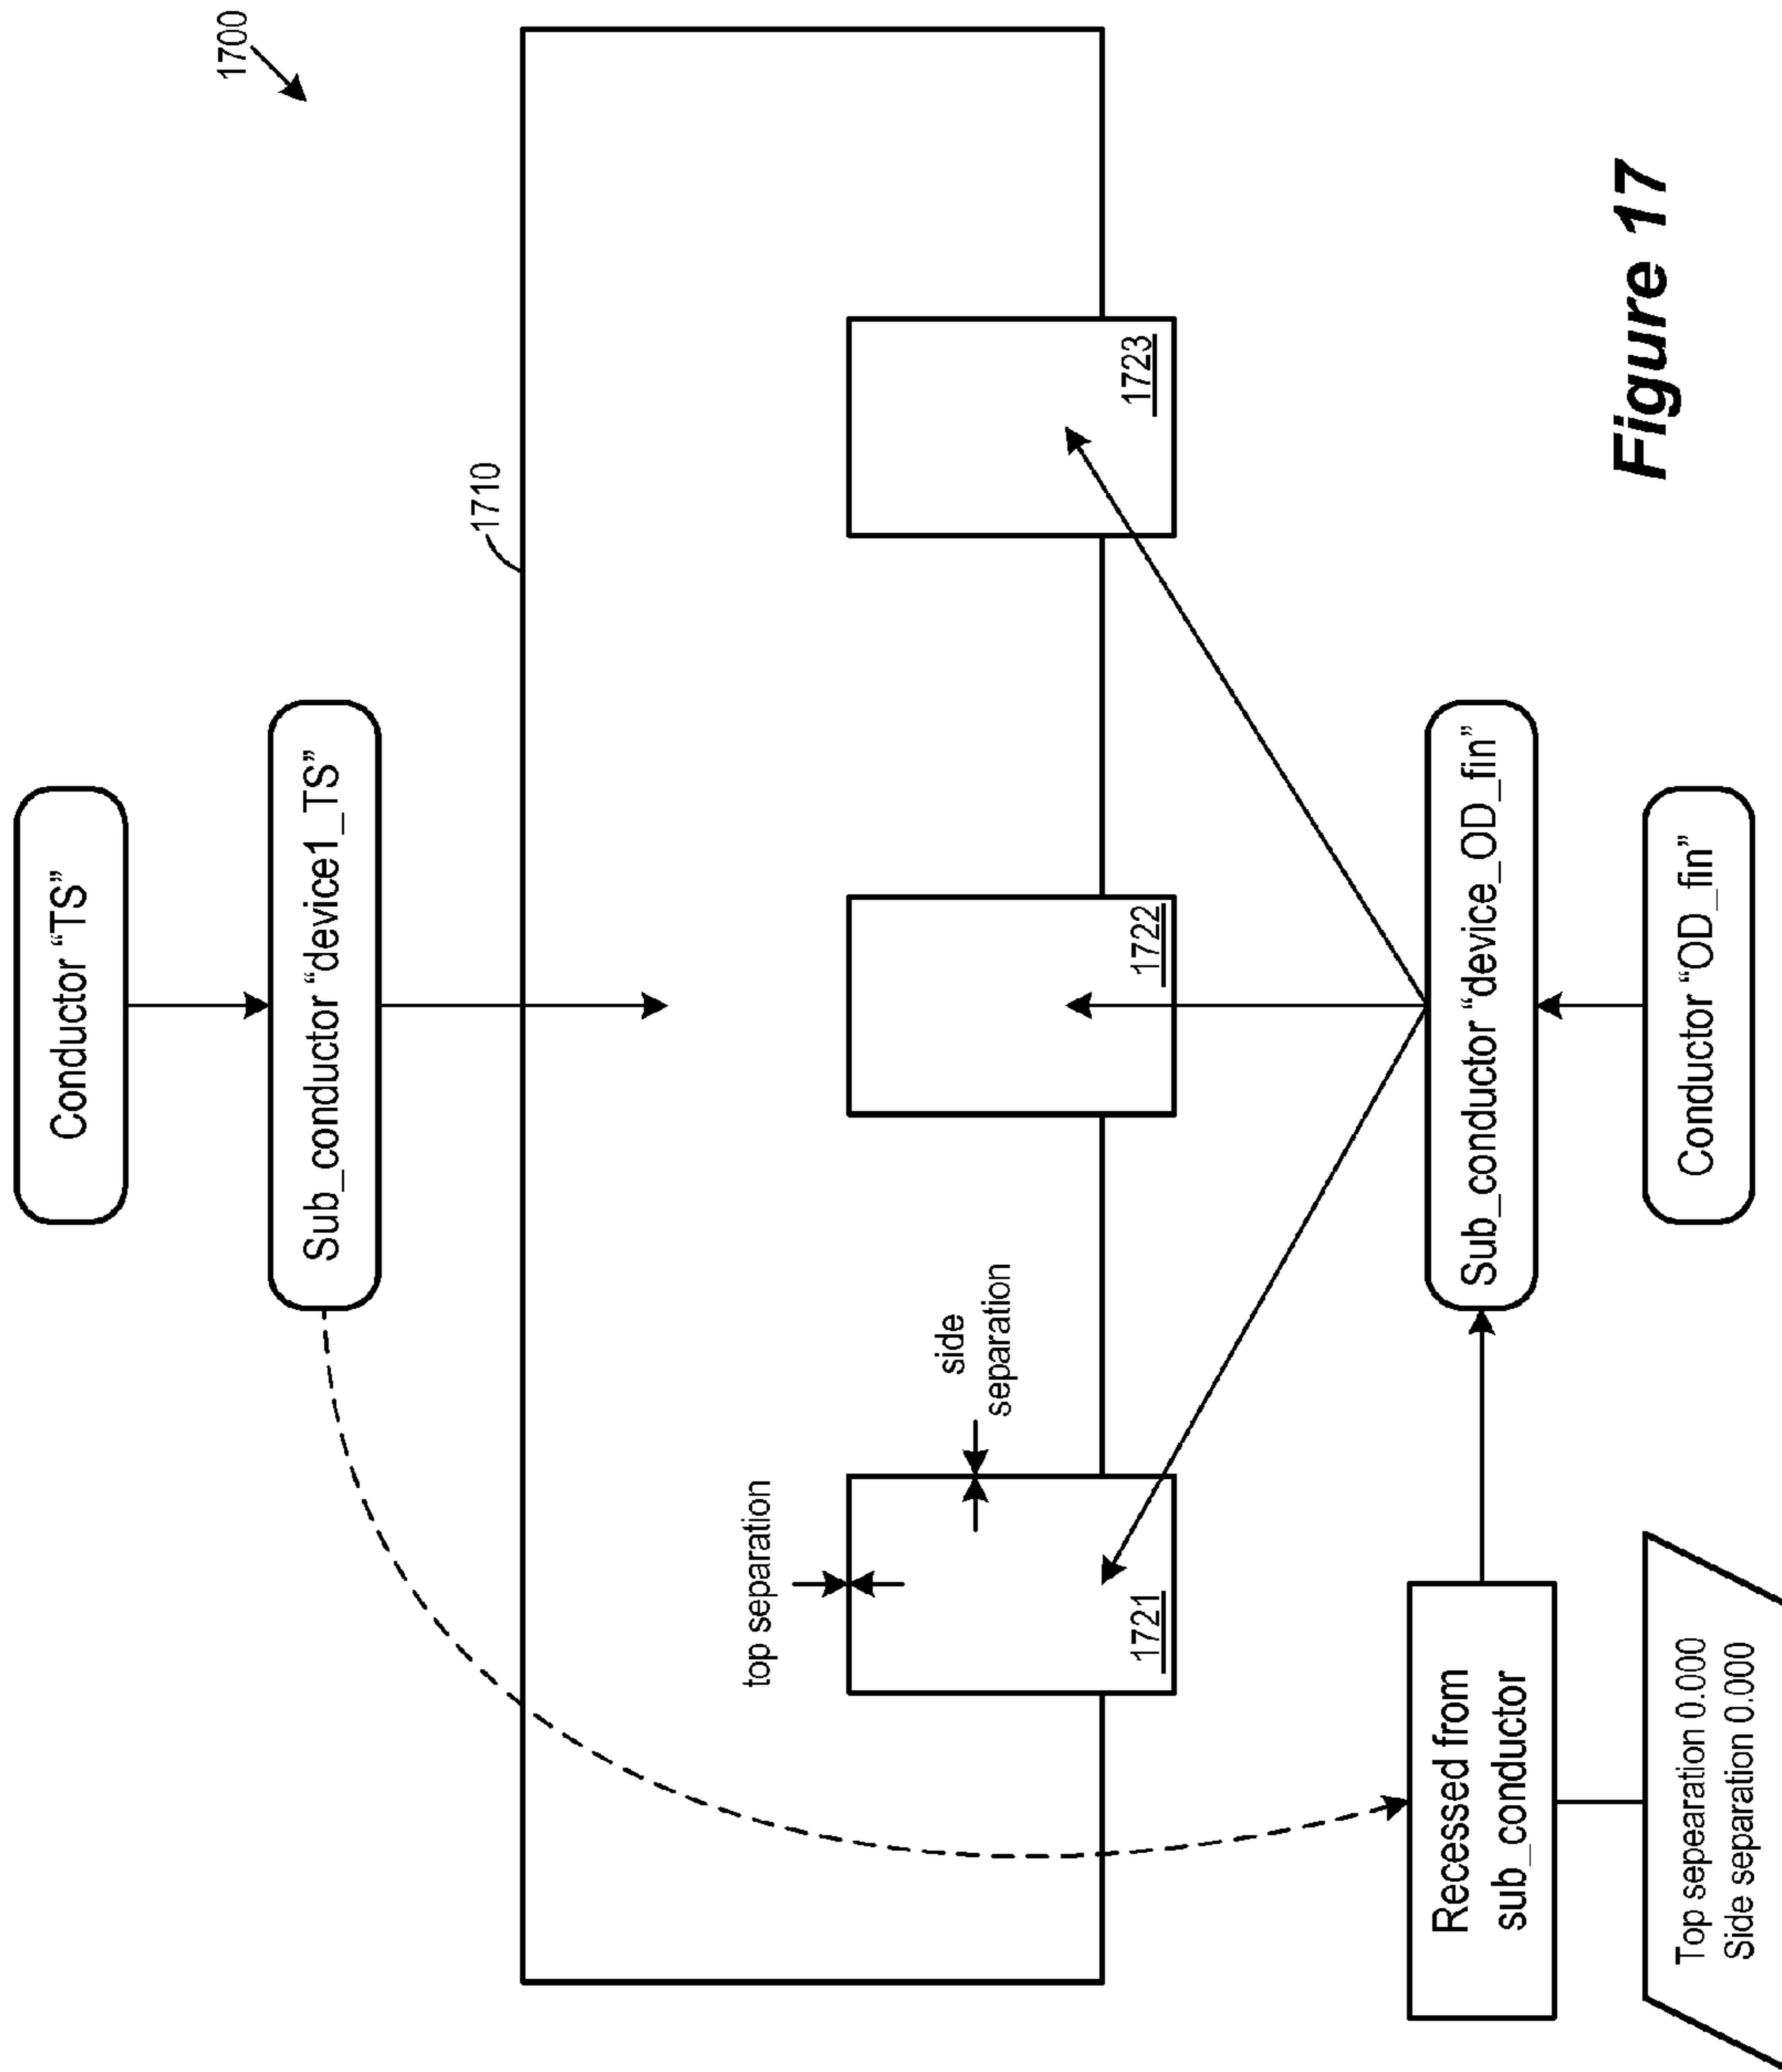 1700
Conductor “TS”
Sub_conductor “device1_TS”
1710
top separation
side
separation
1721
1722
1723
Recessed from
sub_conductor
Sub_conductor “device_OD_fin”
Top sepearation 0.000
Side separation 0.000
Conductor “OD_fin”
Figure 17